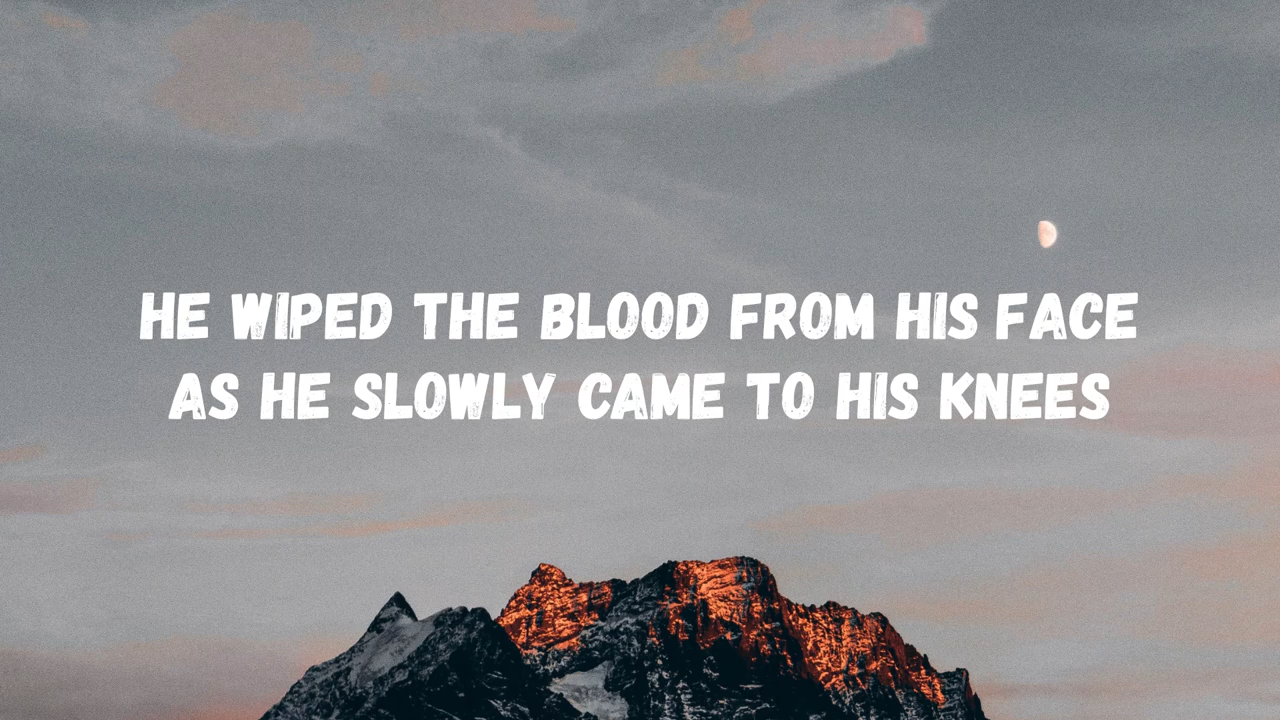 HE WIPED THE BLOOD FROM HIS FACE
AS HE SLOWLY CAME TO HIS KNEES